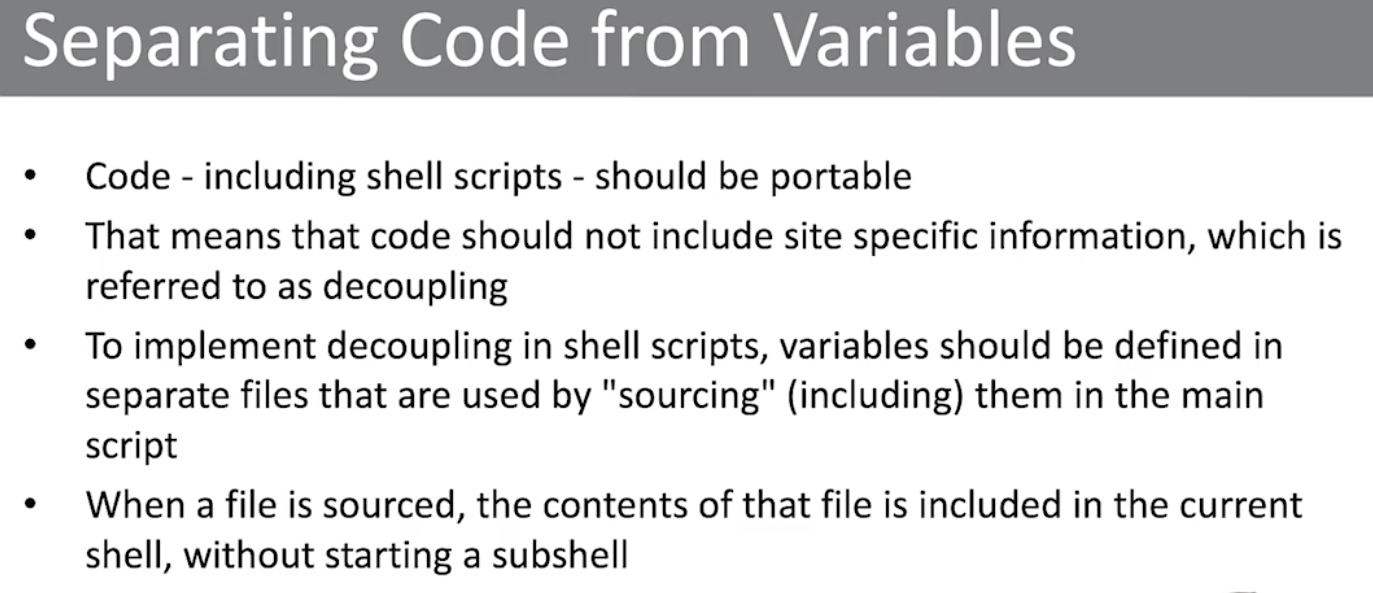 Separating Code from Variables
• Code - including shell scripts - should be portable
• That means that code should not include site specific information, which is
referred to as decoupling
• To implement decoupling in shell scripts, variables should be defined in
separate files that are used by "sourcing" (including) them in the main
script
• When a file is sourced, the contents of that file is included in the current
shell, without starting a subshell